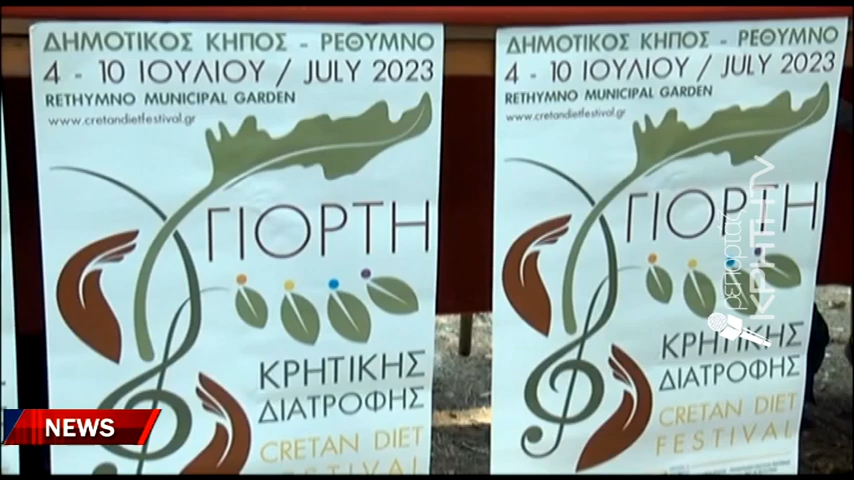 ΔΗΜΟΤΙΚΟΣ ΚΗΠΟΣ - ΡΕΘΥΜΝΟ
4 - 10 ΙΟΥΛΙΟΥ / JULY 2023
RETHYMNO MUNICIPAL GARDEN
www.cretandietfestival.gr
ΓΙΟΡΤΗ
ΚΡΗΤΙΚΗΣ
ΔΙΑΤΡΟΦΗΣ
CRETAN DIET
FESTIVAL
ΔΗΜΟΤΙΚΟΣ ΚΗΠΟΣ - ΡΕΘΥΜΝΟ
4 - 10 ΙΟΥΛΙΟΥ / JULY 2023
RETHYMNO MUNICIPAL GARDEN
www.cretandietfestival.gr
ΓΙΟΡΤΗ
ΚΡΗΤΙΚΗΣ
ΔΙΑΤΡΟΦΗΣ
CRETAN DIET
FESTIVAL
ρεπόρτερ
ΚΡΗΤΗ TV
NEWS